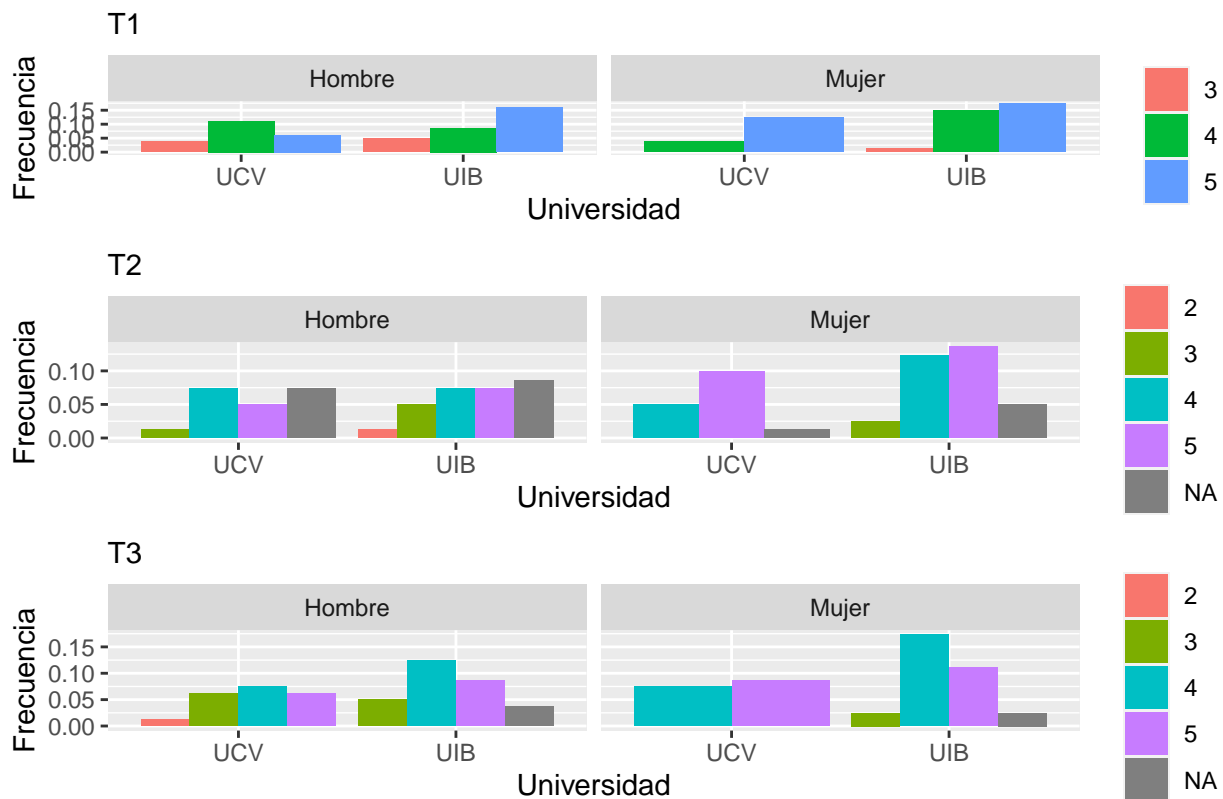 T1
Hombre Mujer
0.15
0.10
0.05
0.00
Frecuencia
UCV UIB UCV UIB
Universidad
3
4
5
T2
Hombre Mujer
0.10
0.05
0.00
Frecuencia
UCV UIB UCV UIB
Universidad
2
3
4
5
NA
T3
Hombre Mujer
0.15
0.10
0.05
0.00
Frecuencia
UCV UIB UCV UIB
Universidad
2
3
4
5
NA